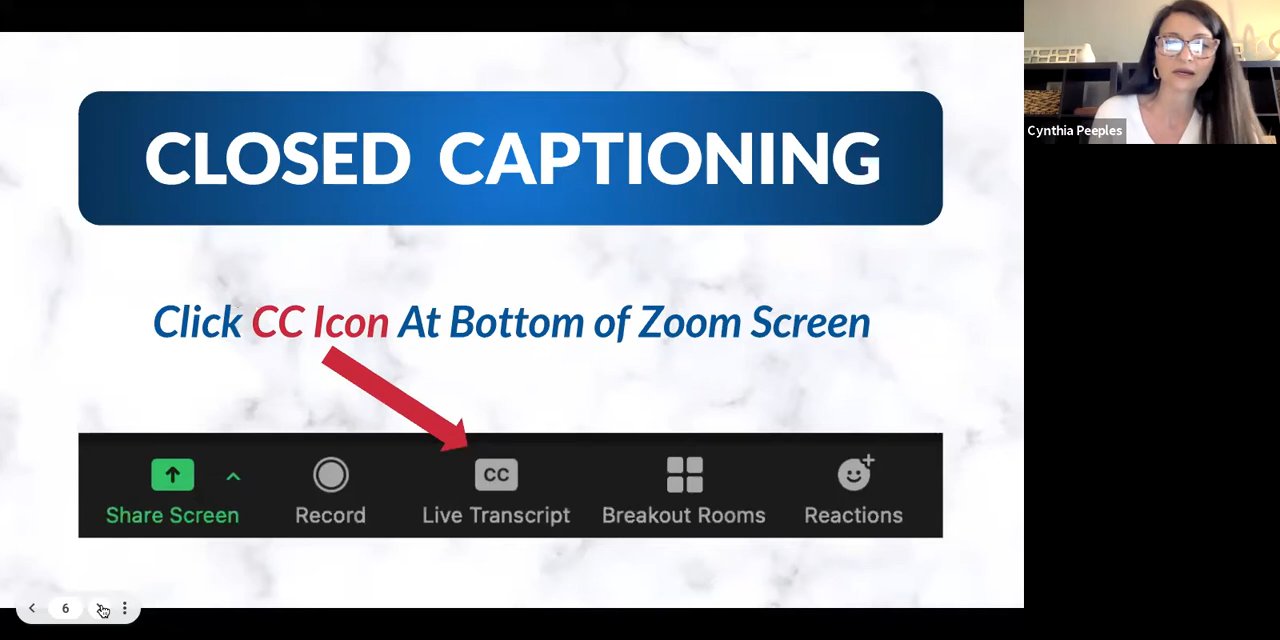 CLOSED CAPTIONING
Cynthia Peeples
Click CC Icon At Bottom of Zoom Screen
CC
Share Screen
Record
Live Transcript
Breakout Rooms
Reactions
6